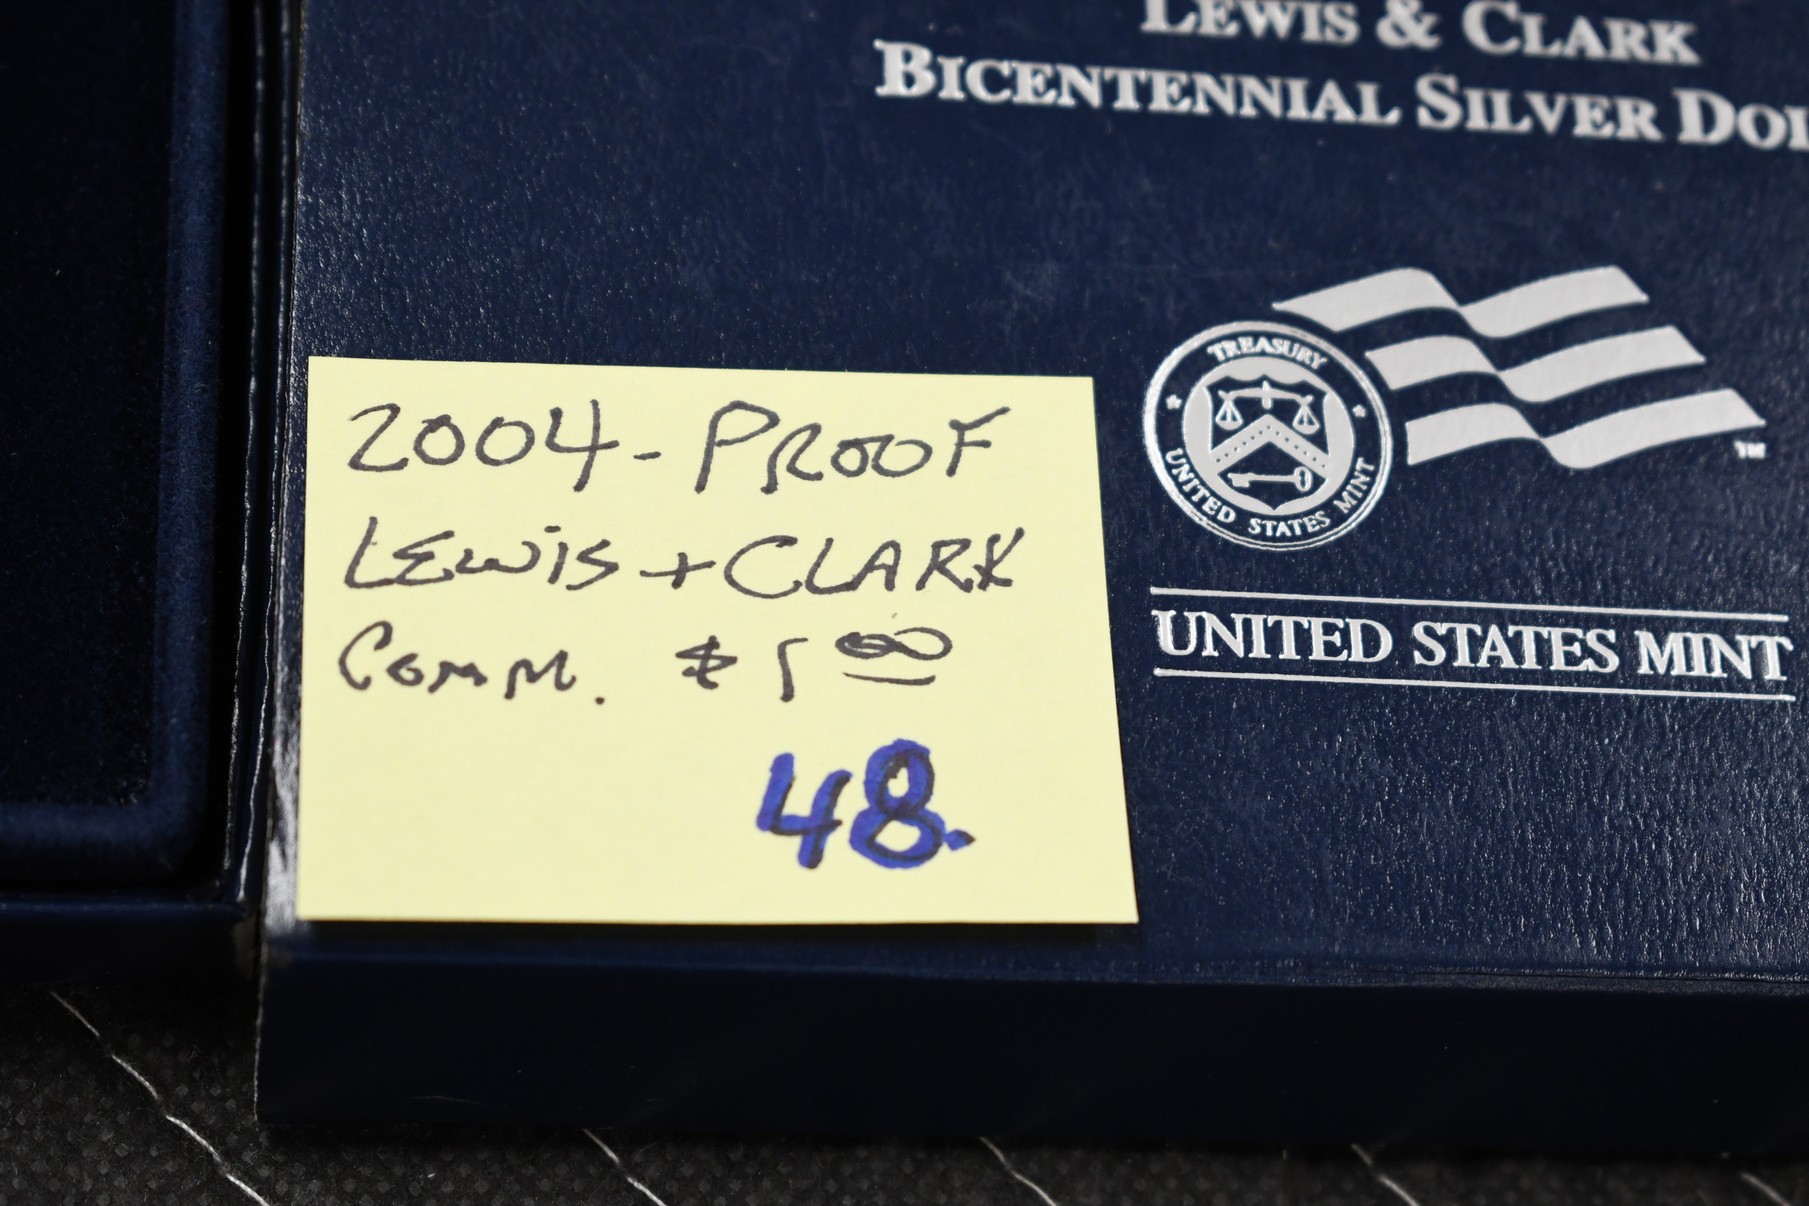 LEWIS & CLARK
BICENTENNIAL SILVER
TREASURY
UNITED STATES MINT
TM
UNITED STATES MINT
2004 - PROOF
LEWIS + CLARK
COMM. $1 00
48.